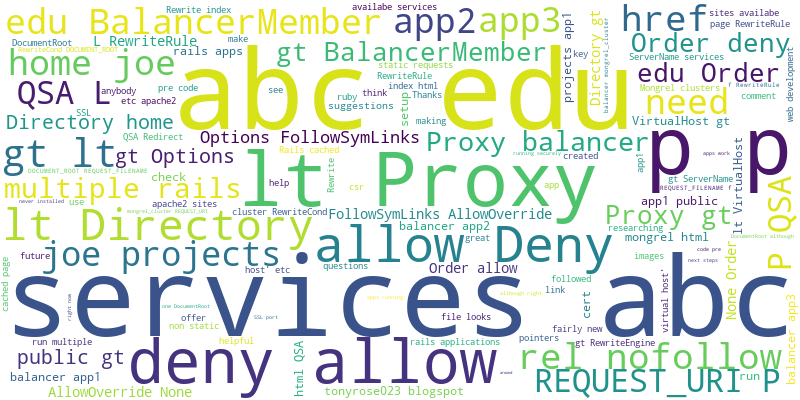 edu BalancerMember
Rewrite index
availabe services
app2
app3
href
sites availabe
page RewriteRule
DocumentRoot
L RewriteRule
make
rails apps
gt BalancerMember
key
projects app1
Directory gt
Order deny
ServerName services
home joe
abc edu
static requests
RewriteRule
edu Order
QSA L
anybody
pre code
see
index html
Mongrel clusters
f RewriteRule
SSL
etc apache2
ruby
think
Thanks
suggestions
setup
need
comment
web development
Directory home
QSA Redirect
making
Options FollowSymLinks
Proxy balancer
VirtualHost gt
p p
gt lt
gt Options
lt Proxy
Rails cached
running securely
created
app1
apps work
DOCUMENT_ROOT REQUEST_FILENAME
check
Rewrite
gt ServerName
REQUEST_FILENAME f
multiple rails
help
csr
app
Proxy gt
app1 public
lt VirtualHost
P QSA
never installed
use
apache2 sites
mongrel_cluster REQUEST_URI
cluster RewriteCond
FollowSymLinks AllowOverride
lt Directory
balancer app2
researching
mongrel html
great
allow Deny
joe projects
future
host' etc
questions
Order allow
followed
images
code pre
next steps
None Order
cached page
services abc
link
cert
virtual host'
right now
one DocumentRoot
offer
SSL port
apps running
although right
non static
file looks
fairly new
pointers
gt RewriteEngine
balancer app3
run multiple
helpful
rails applications
public gt
deny allow
rel nofollow
html QSA
around
run
balancer app1
AllowOverride None
tonyrose023 blogspot
REQUEST_URI P